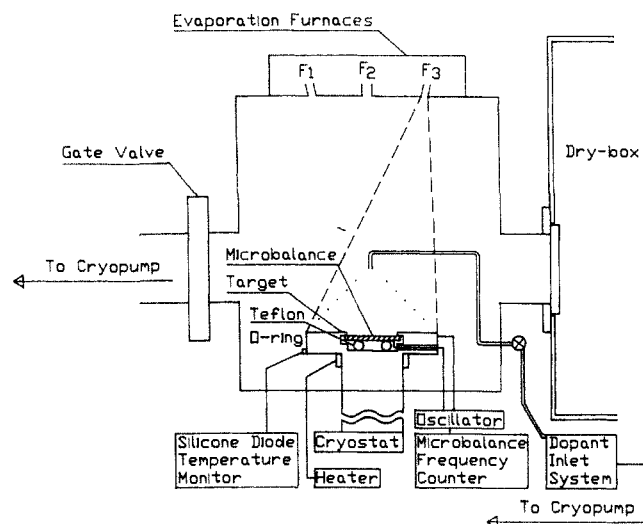 Evaporation Furnaces
F1 F2 F3
Gate Valve
Dry-box
Microbalance
To Cryopump
Target
Teflon
O-ring
Oscillator
Silicone Diode
Temperature
Monitor
Cryostat
Heater
Microbalance
Frequency
Counter
Dopant
Inlet
System
To Cryopump